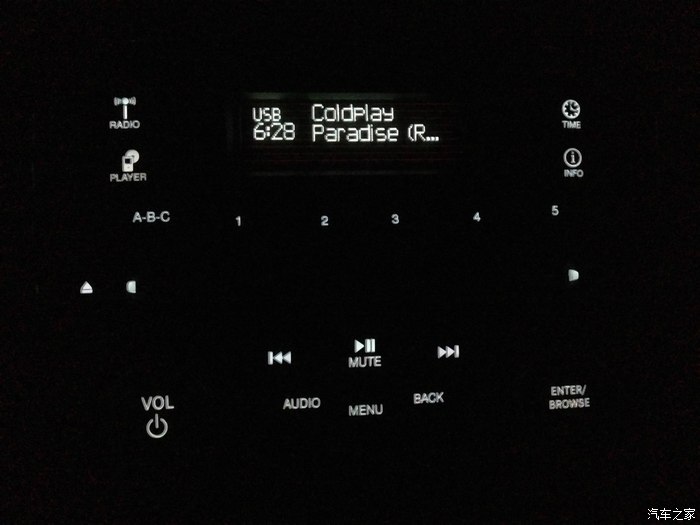 RADIO
USB
Coldplay
6:28
Paradise (R...
TIME
PLAYER
INFO
A-B-C
1
2
3
4
5
MUTE
VOL
AUDIO
MENU
BACK
ENTER/
BROWSE
汽车之家